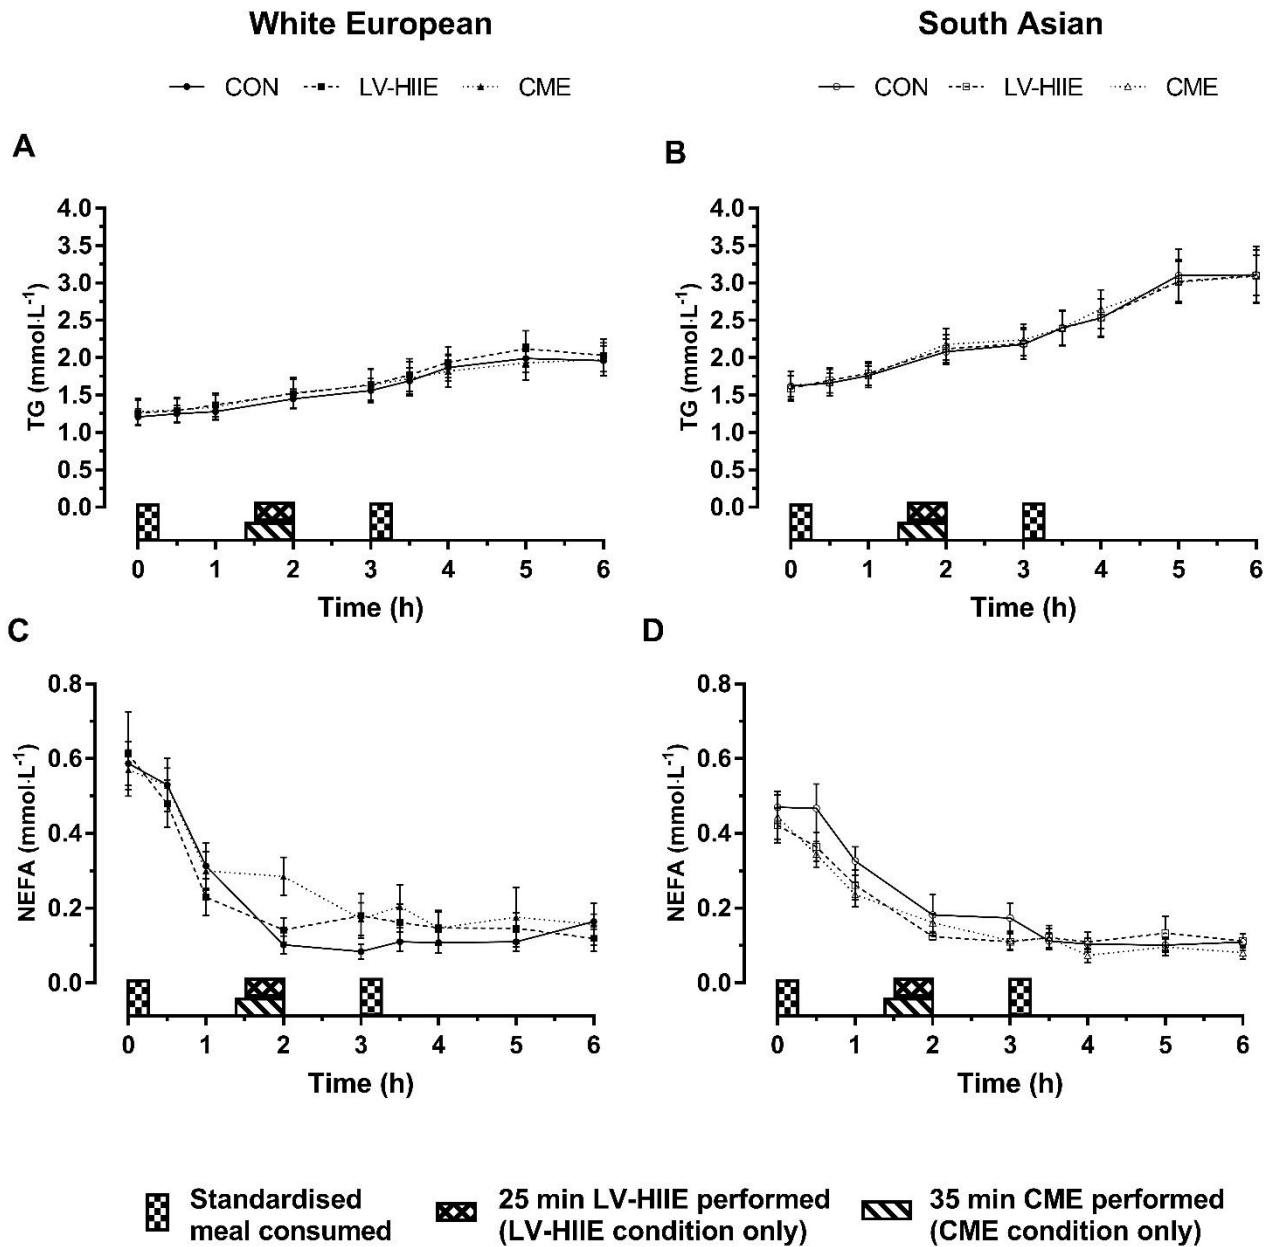 White European
South Asian
CON LV-HIIE CME
CON LV-HIIE CME
A
B
TG (mmol·L⁻¹)
4.0
3.5
3.0
2.5
2.0
1.5
1.0
0.5
0.0
0 1 2 3 4 5 6
Time (h)
TG (mmol·L⁻¹)
4.0
3.5
3.0
2.5
2.0
1.5
1.0
0.5
0.0
0 1 2 3 4 5 6
Time (h)
C
D
NEFA (mmol·L⁻¹)
0.8
0.6
0.4
0.2
0.0
0 1 2 3 4 5 6
Time (h)
NEFA (mmol·L⁻¹)
0.8
0.6
0.4
0.2
0.0
0 1 2 3 4 5 6
Time (h)
Standardised
meal consumed
25 min LV-HIIE performed
(LV-HIIE condition only)
35 min CME performed
(CME condition only)